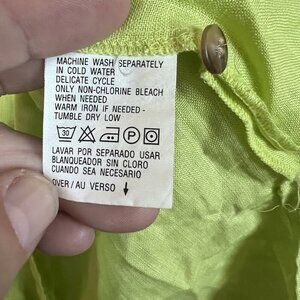 MACHINE WASH SEPARATELY
IN COLD WATER
DELICATE CYCLE
ONLY NON-CHLORINE BLEACH
WHEN NEEDED
WARM IRON IF NEEDED -
TUMBLE DRY LOW
30 P
LAVAR POR SEPARADO USAR
BLANQUEADOR SIN CLORO
CUANDO SEA NECESARIO
OVER/AU VERSO ↓